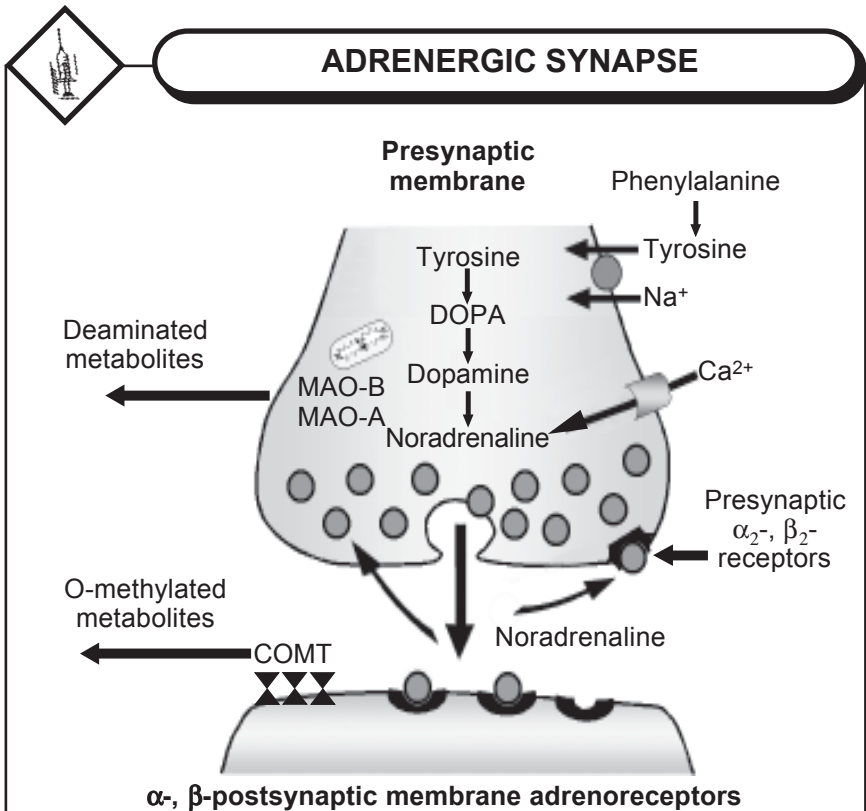 ADRENERGIC SYNAPSE
Presynaptic
membrane
Phenylalanine
Tyrosine
Tyrosine
Na⁺
DOPA
Deaminated
metabolites
Dopamine
Ca²⁺
MAO-B
MAO-A
Noradrenaline
Presynaptic
α₂-, β₂-
receptors
O-methylated
metabolites
Noradrenaline
COMT
α-, β-postsynaptic membrane adrenoreceptors